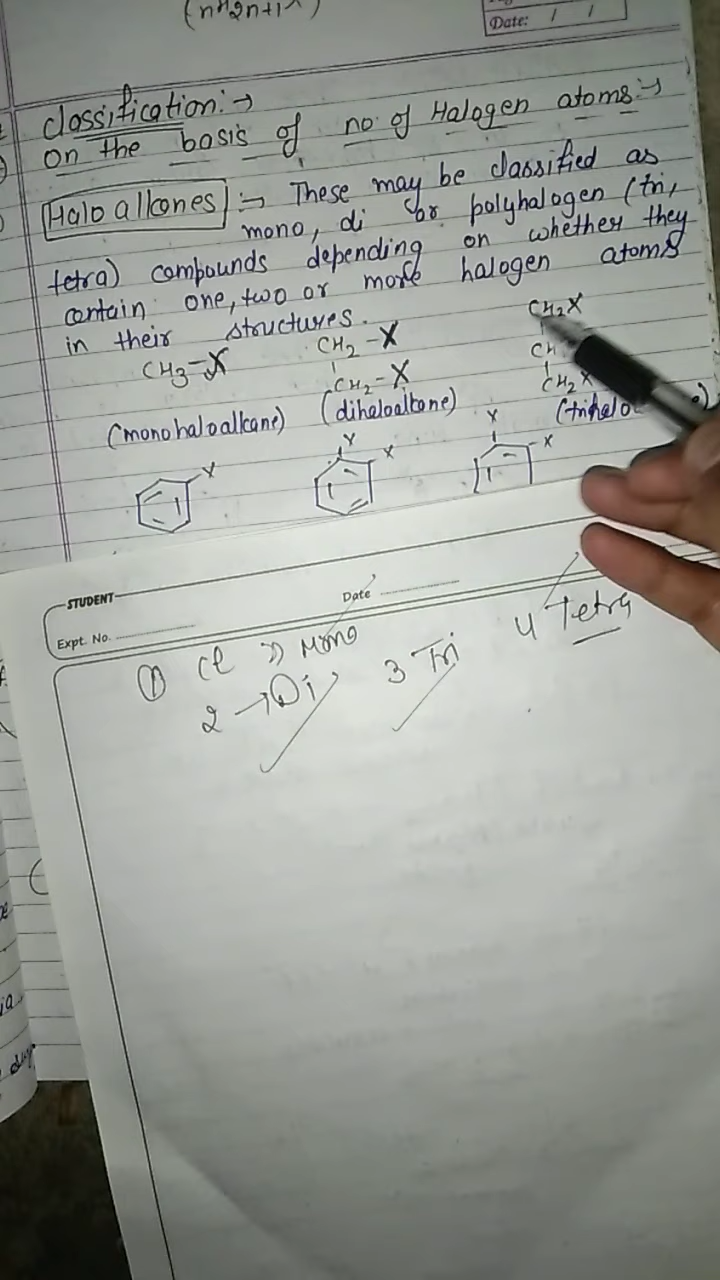 (nH2n+1X)
Date: / /
classification:→
on the basis of no. of Halogen atoms:→
Haloalkanes :→ These may be classified as
mono, di or polyhalogen (tri,
tetra) compounds depending on whether they
contain one, two or more halogen atoms
in their structures.
CH3-X CH2-X CH2X
CH2-X CH2X
(monohaloalkane) (dihaloalkane)
X X X X X
STUDENT Date
Expt. No.
① Cl Mono
2 → Di 3 Tri 4 Tetra